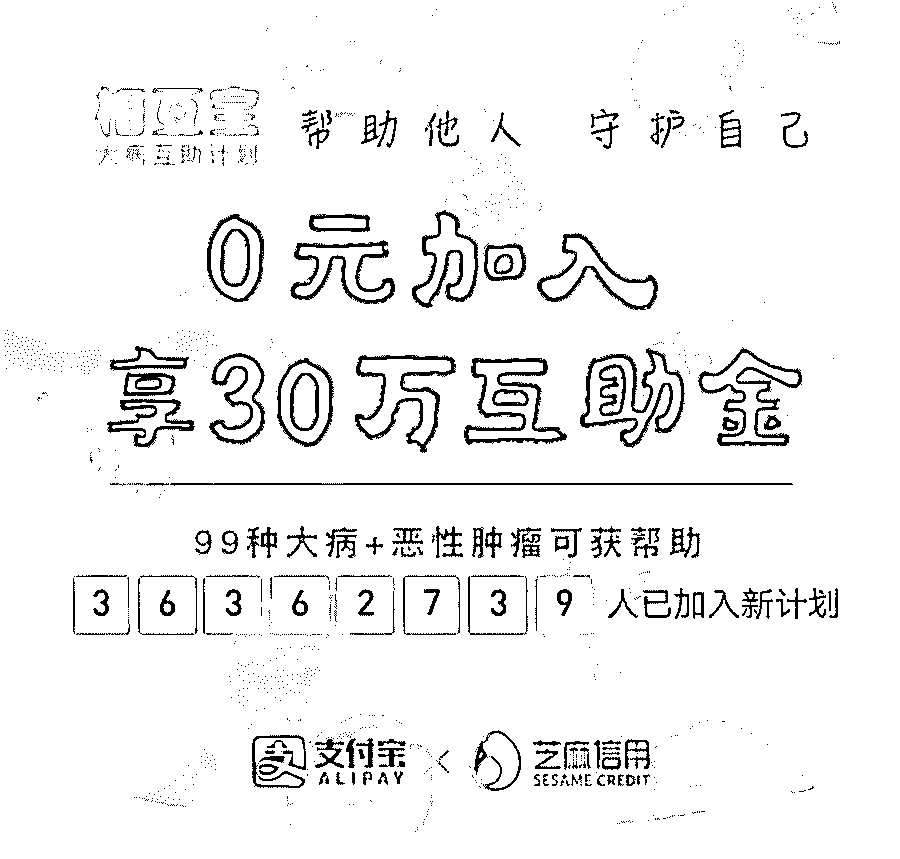 相互宝
大病互助计划
帮助他人 守护自己
0元加入
享30万互助金
99种大病+恶性肿瘤可获帮助
36362739人已加入新计划
支付宝
ALIPAY
芝麻信用
SESAME CREDIT